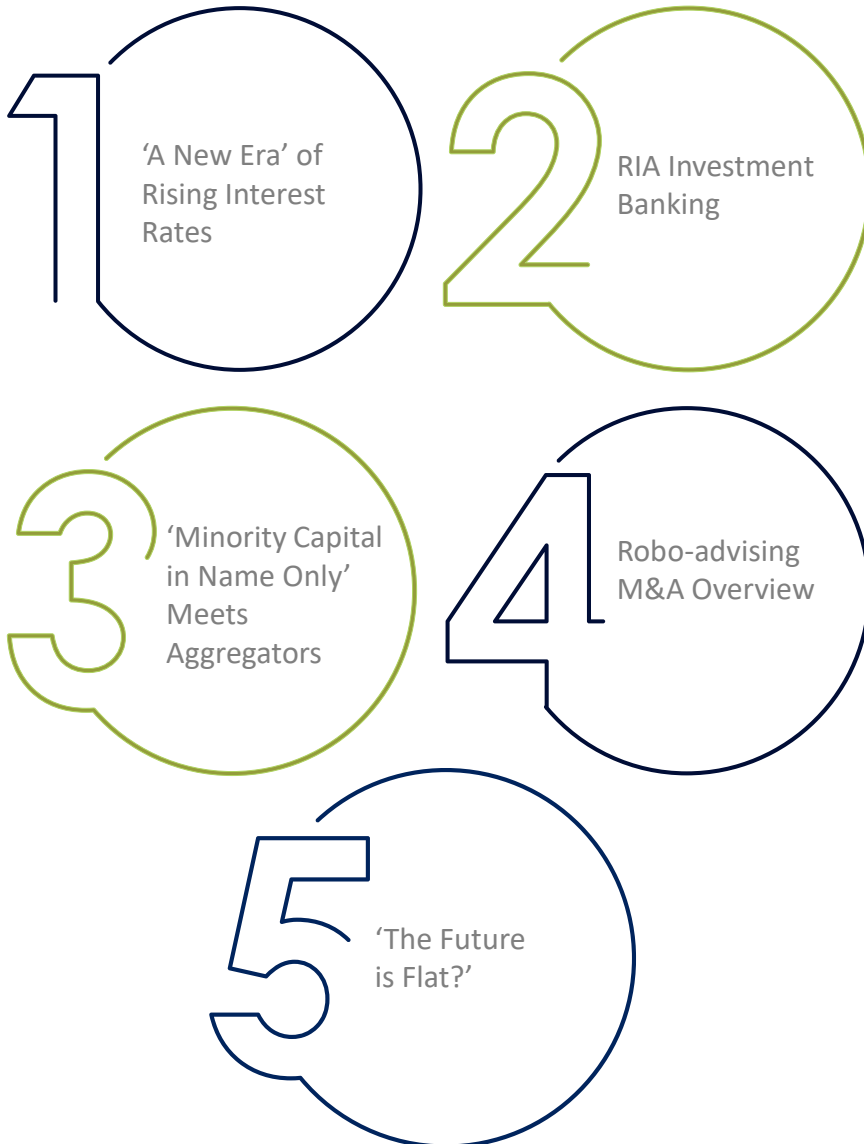 1
‘A New Era’ of
Rising Interest
Rates
2
RIA Investment
Banking
3
‘Minority Capital
in Name Only’
Meets
Aggregators
4
Robo-advising
M&A Overview
5
‘The Future
is Flat?’